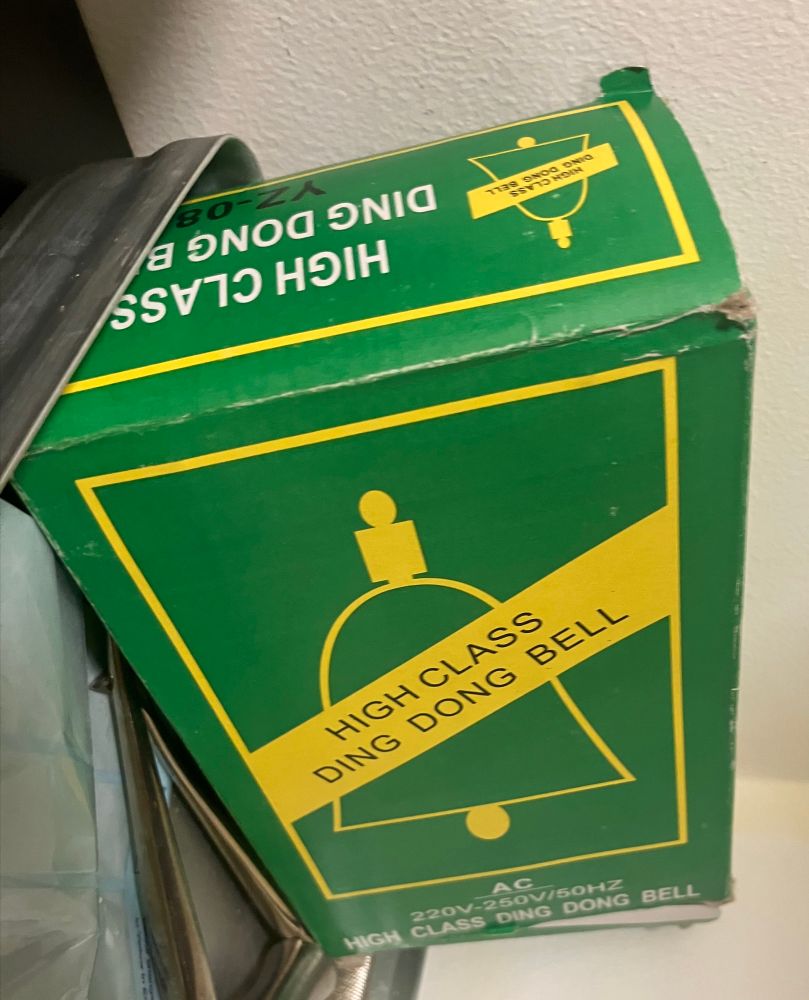 HIGH CLASS
DING DONG
YZ-08
HIGH CLASS
DING DONG BELL
HIGH CLASS
DING DONG BELL
AC
220V-250V/50HZ
HIGH CLASS DING DONG BELL